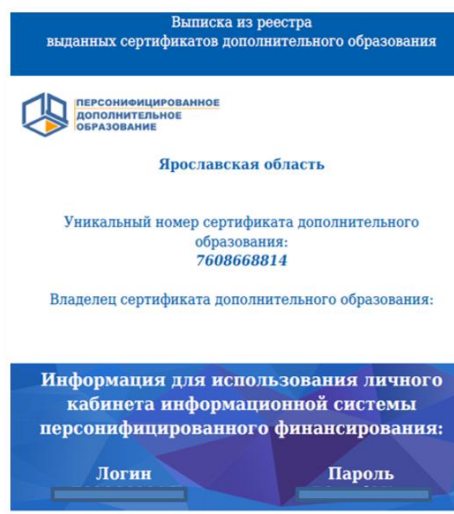 Выписка из реестра
выданных сертификатов дополнительного образования
ПЕРСОНИФИЦИРОВАННОЕ
ДОПОЛНИТЕЛЬНОЕ
ОБРАЗОВАНИЕ
Ярославская область
Уникальный номер сертификата дополнительного
образования:
7608668814
Владелец сертификата дополнительного образования:
Информация для использования личного
кабинета информационной системы
персонифицированного финансирования:
Логин Пароль